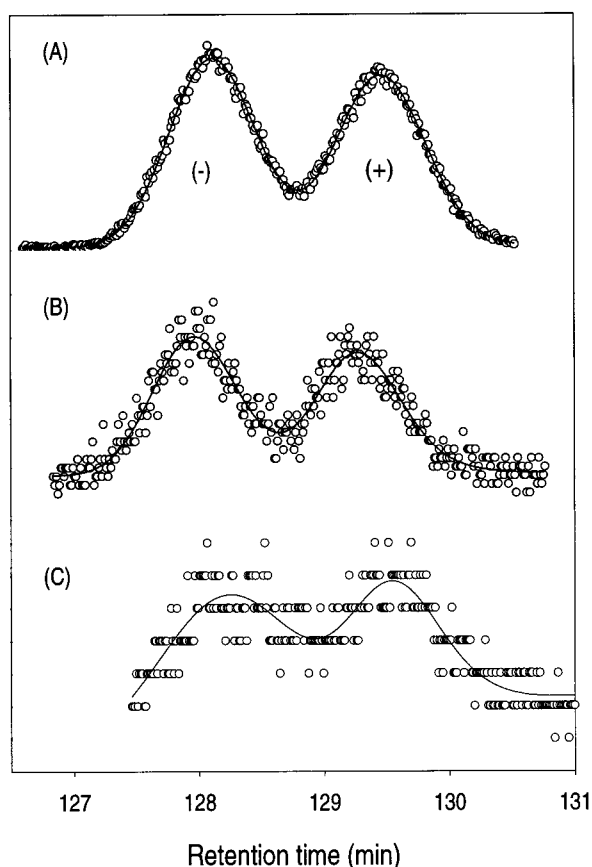 (A)
(-) (+)
(B)
(C)
127 128 129 130 131
Retention time (min)